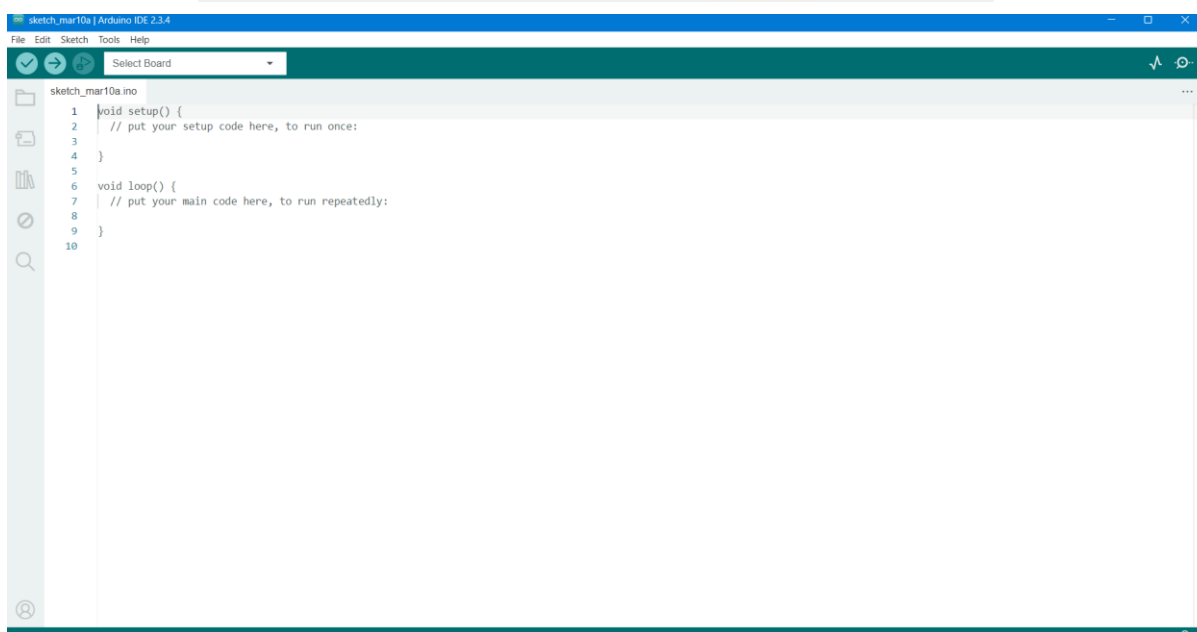 sketch_mar10a | Arduino IDE 2.3.4
File Edit Sketch Tools Help
Select Board
sketch_mar10a.ino
1 void setup() {
2 // put your setup code here, to run once:
3
4 }
5
6 void loop() {
7 // put your main code here, to run repeatedly:
8
9 }
10